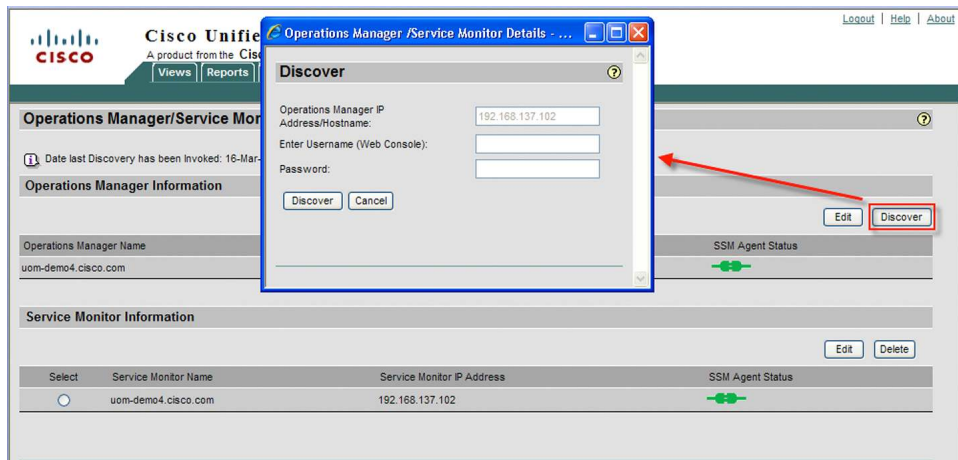 Logout | Help | About
CISCO
Cisco Unifie
A product from the Cisc
Views Reports
Operations Manager/Service Mor
Date last Discovery has been Invoked: 16-Mar-
Operations Manager Information
Edit Discover
Operations Manager Name SSM Agent Status
uom-demo4.cisco.com
Operations Manager /Service Monitor Details - ...
Discover
?
Operations Manager IP
Address/Hostname:
192.168.137.102
Enter Username (Web Console):
Password:
Discover Cancel
?
Service Monitor Information
Edit Delete
Select Service Monitor Name Service Monitor IP Address SSM Agent Status
uom-demo4.cisco.com 192.168.137.102